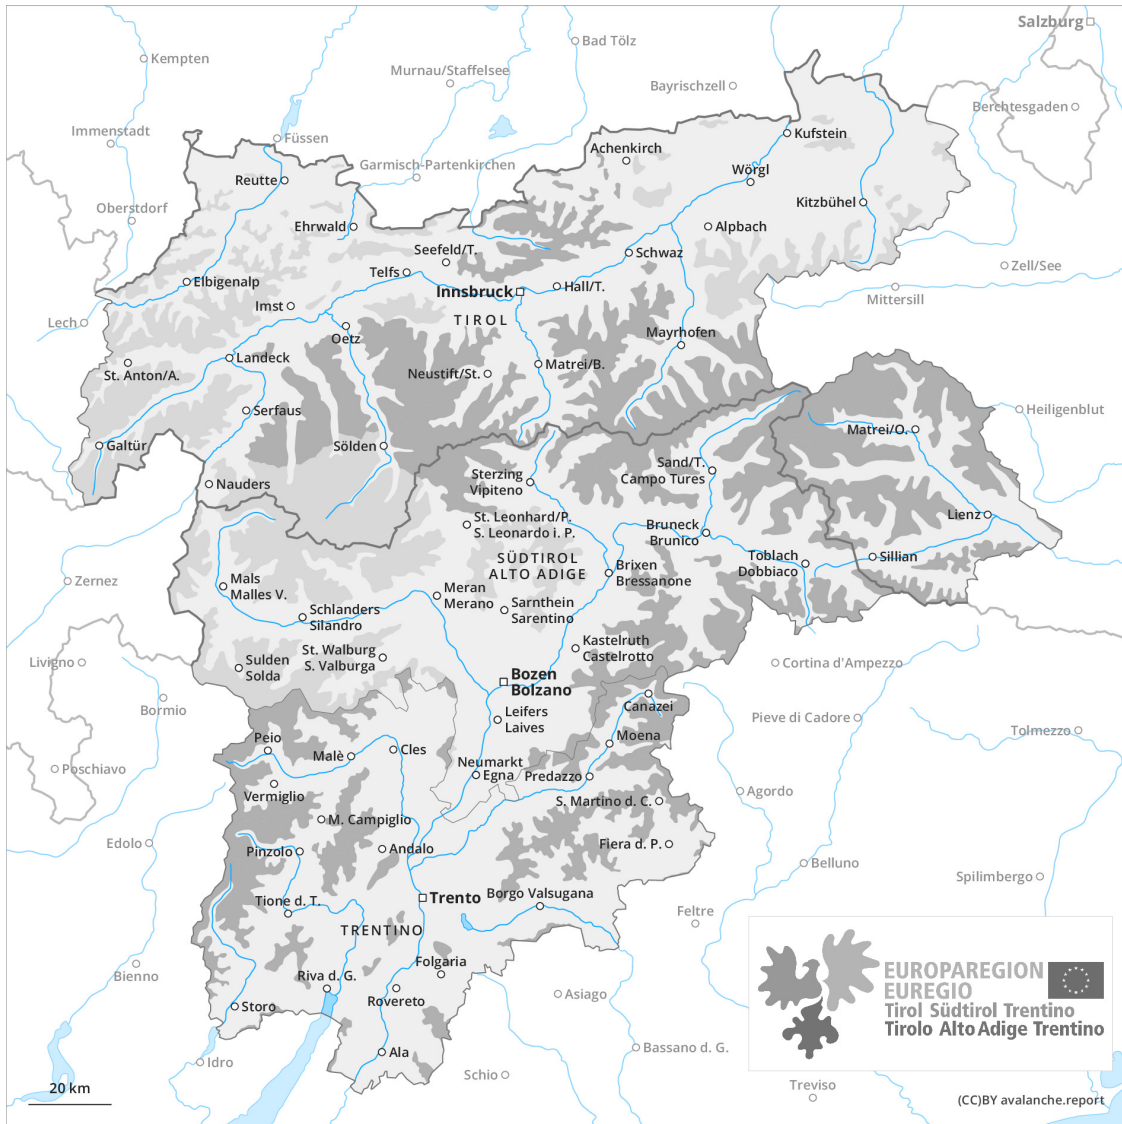 Salzburg
Bad Tölz
Kempten
Murnau/Staffelsee
Bayrischzell
Berchtesgaden
Immenstadt
Füssen
Kufstein
Achenkirch
Garmisch-Partenkirchen
Wörgl
Reutte
Kitzbühel
Oberstdorf
Ehrwald
Alpbach
Seefeld/T.
Schwaz
Zell/See
Telfs
Elbigenalp
Hall/T.
Innsbruck
Mittersill
Imst
TIROL
Lech
Mayrhofen
Oetz
Landeck
Matrei/B.
St. Anton/A.
Neustift/St.
Serfaus
Heiligenblut
Matrei/O.
Galtür
Sölden
Sand/T.
Campo Tures
Sterzing
Vipiteno
Nauders
Lienz
St. Leonhard/P.
S. Leonardo i. P.
Bruneck
Brunico
SÜDTIROL
ALTO ADIGE
Toblach
Dobbiaco
Sillian
Brixen
Bressanone
Zernez
Mals
Malles V.
Meran
Merano
Sarnthein
Sarentino
Schlanders
Silandro
Kastelruth
Castelrotto
St. Walburg
S. Valburga
Livigno
Sulden
Solda
Cortina d'Ampezzo
Bozen
Bolzano
Bormio
Canazei
Leifers
Laives
Pieve di Cadore
Tolmezzo
Moena
Peio
Malè
Cles
Neumarkt
Egna
Predazzo
Poschiavo
Vermiglio
Agordo
S. Martino d. C.
M. Campiglio
Edolo
Pinzolo
Andalo
Fiera d. P.
Belluno
Spilimbergo
Trento
Borgo Valsugana
Tione d. T.
Feltre
TRENTINO
Bienno
Folgaria
Riva d. G.
EUROPAREGION
EUREGIO
Tirol Südtirol Trentino
Tirolo Alto Adige Trentino
Storo
Rovereto
Asiago
Ala
Bassano d. G.
Idro
Schio
20 km
Treviso
(CC)BY avalanche.report